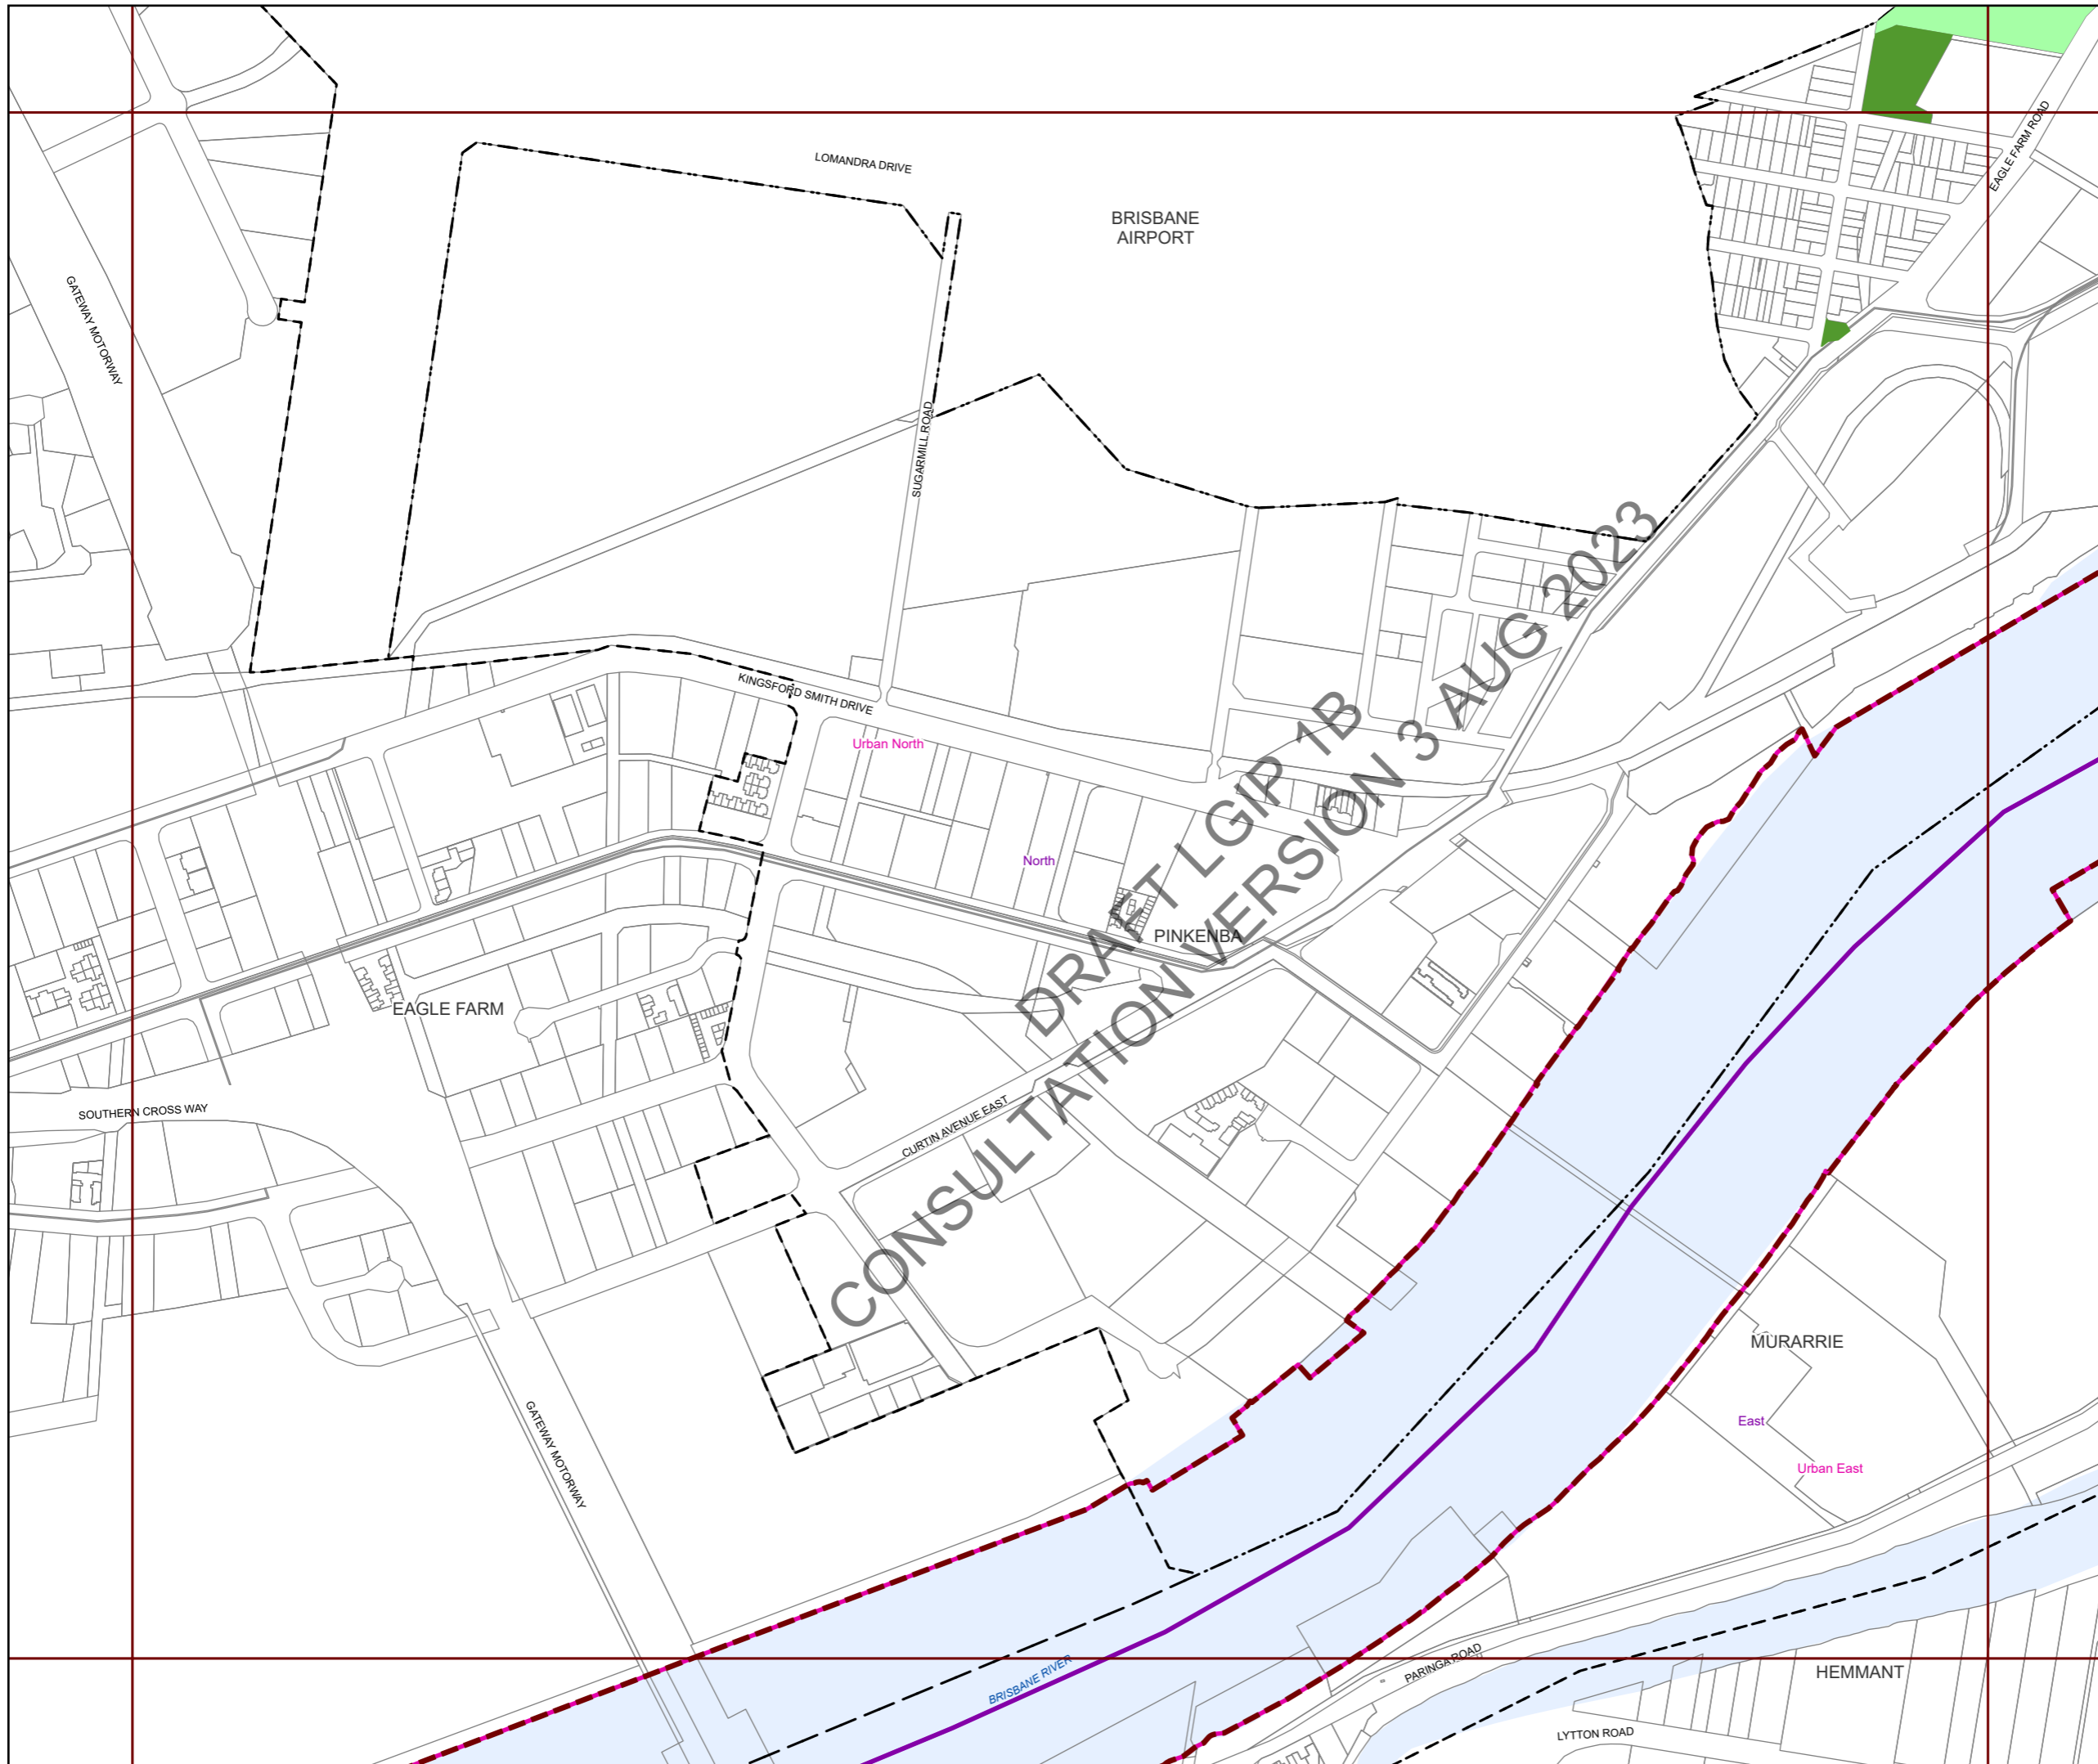 LOMANDRA DRIVE
EAGLE FARM ROAD
BRISBANE
AIRPORT
GATEWAY MOTORWAY
SUGARMILL ROAD
KINGSFORD SMITH DRIVE
Urban North
North
PINKENBA
EAGLE FARM
DRAFT LGIP 1B
CONSULTATION VERSION 3 AUG 2023
SOUTHERN CROSS WAY
CURTIN AVENUE EAST
MURARRIE
East
Urban East
GATEWAY MOTORWAY
BRISBANE RIVER
PARINGA ROAD
HEMMANT
LYTTON ROAD